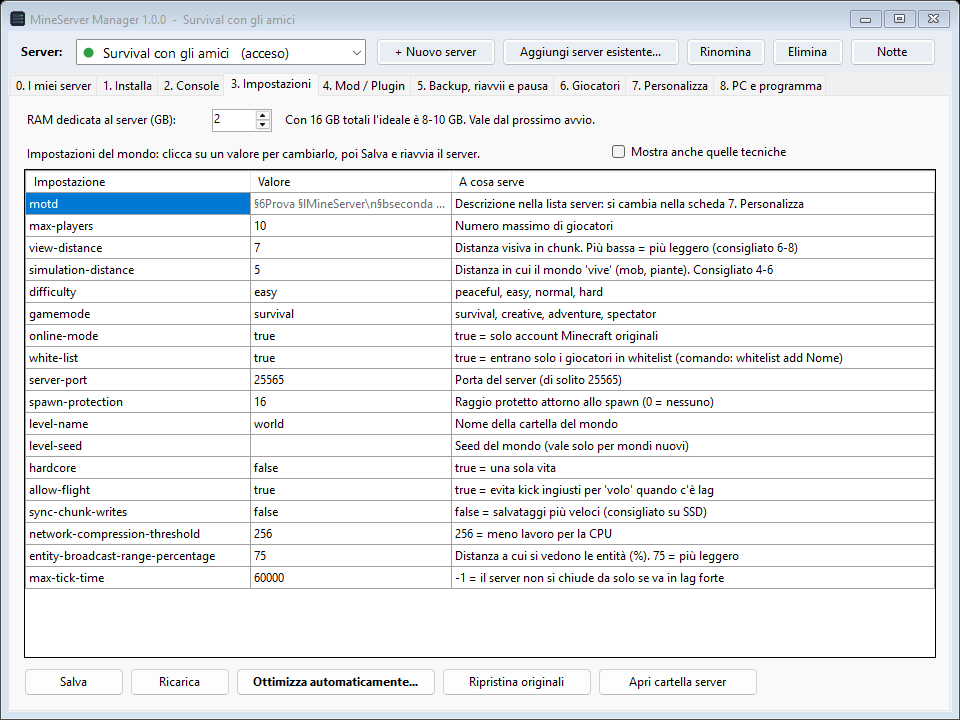 MineServer Manager 1.0.0 - Survival con gli amici
Server: Survival con gli amici (acceso) + Nuovo server Aggiungi server esistente... Rinomina Elimina Notte
0. I miei server 1. Installa 2. Console 3. Impostazioni 4. Mod / Plugin 5. Backup, riavvii e pausa 6. Giocatori 7. Personalizza 8. PC e programma
RAM dedicata al server (GB): 2 Con 16 GB totali l'ideale è 8-10 GB. Vale dal prossimo avvio.
Impostazioni del mondo: clicca su un valore per cambiarlo, poi Salva e riavvia il server. Mostra anche quelle tecniche
Impostazione Valore A cosa serve
motd §6Prova §lMineServer\n§bseconda ... Descrizione nella lista server: si cambia nella scheda 7. Personalizza
max-players 10 Numero massimo di giocatori
view-distance 7 Distanza visiva in chunk. Più bassa = più leggero (consigliato 6-8)
simulation-distance 5 Distanza in cui il mondo 'vive' (mob, piante). Consigliato 4-6
difficulty easy peaceful, easy, normal, hard
gamemode survival survival, creative, adventure, spectator
online-mode true true = solo account Minecraft originali
white-list true true = entrano solo i giocatori in whitelist (comando: whitelist add Nome)
server-port 25565 Porta del server (di solito 25565)
spawn-protection 16 Raggio protetto attorno allo spawn (0 = nessuno)
level-name world Nome della cartella del mondo
level-seed Seed del mondo (vale solo per mondi nuovi)
hardcore false true = una sola vita
allow-flight true true = evita kick ingiusti per 'volo' quando c'è lag
sync-chunk-writes false false = salvataggi più veloci (consigliato su SSD)
network-compression-threshold 256 256 = meno lavoro per la CPU
entity-broadcast-range-percentage 75 Distanza a cui si vedono le entità (%). 75 = più leggero
max-tick-time 60000 -1 = il server non si chiude da solo se va in lag forte
Salva Ricarica Ottimizza automaticamente... Ripristina originali Apri cartella server